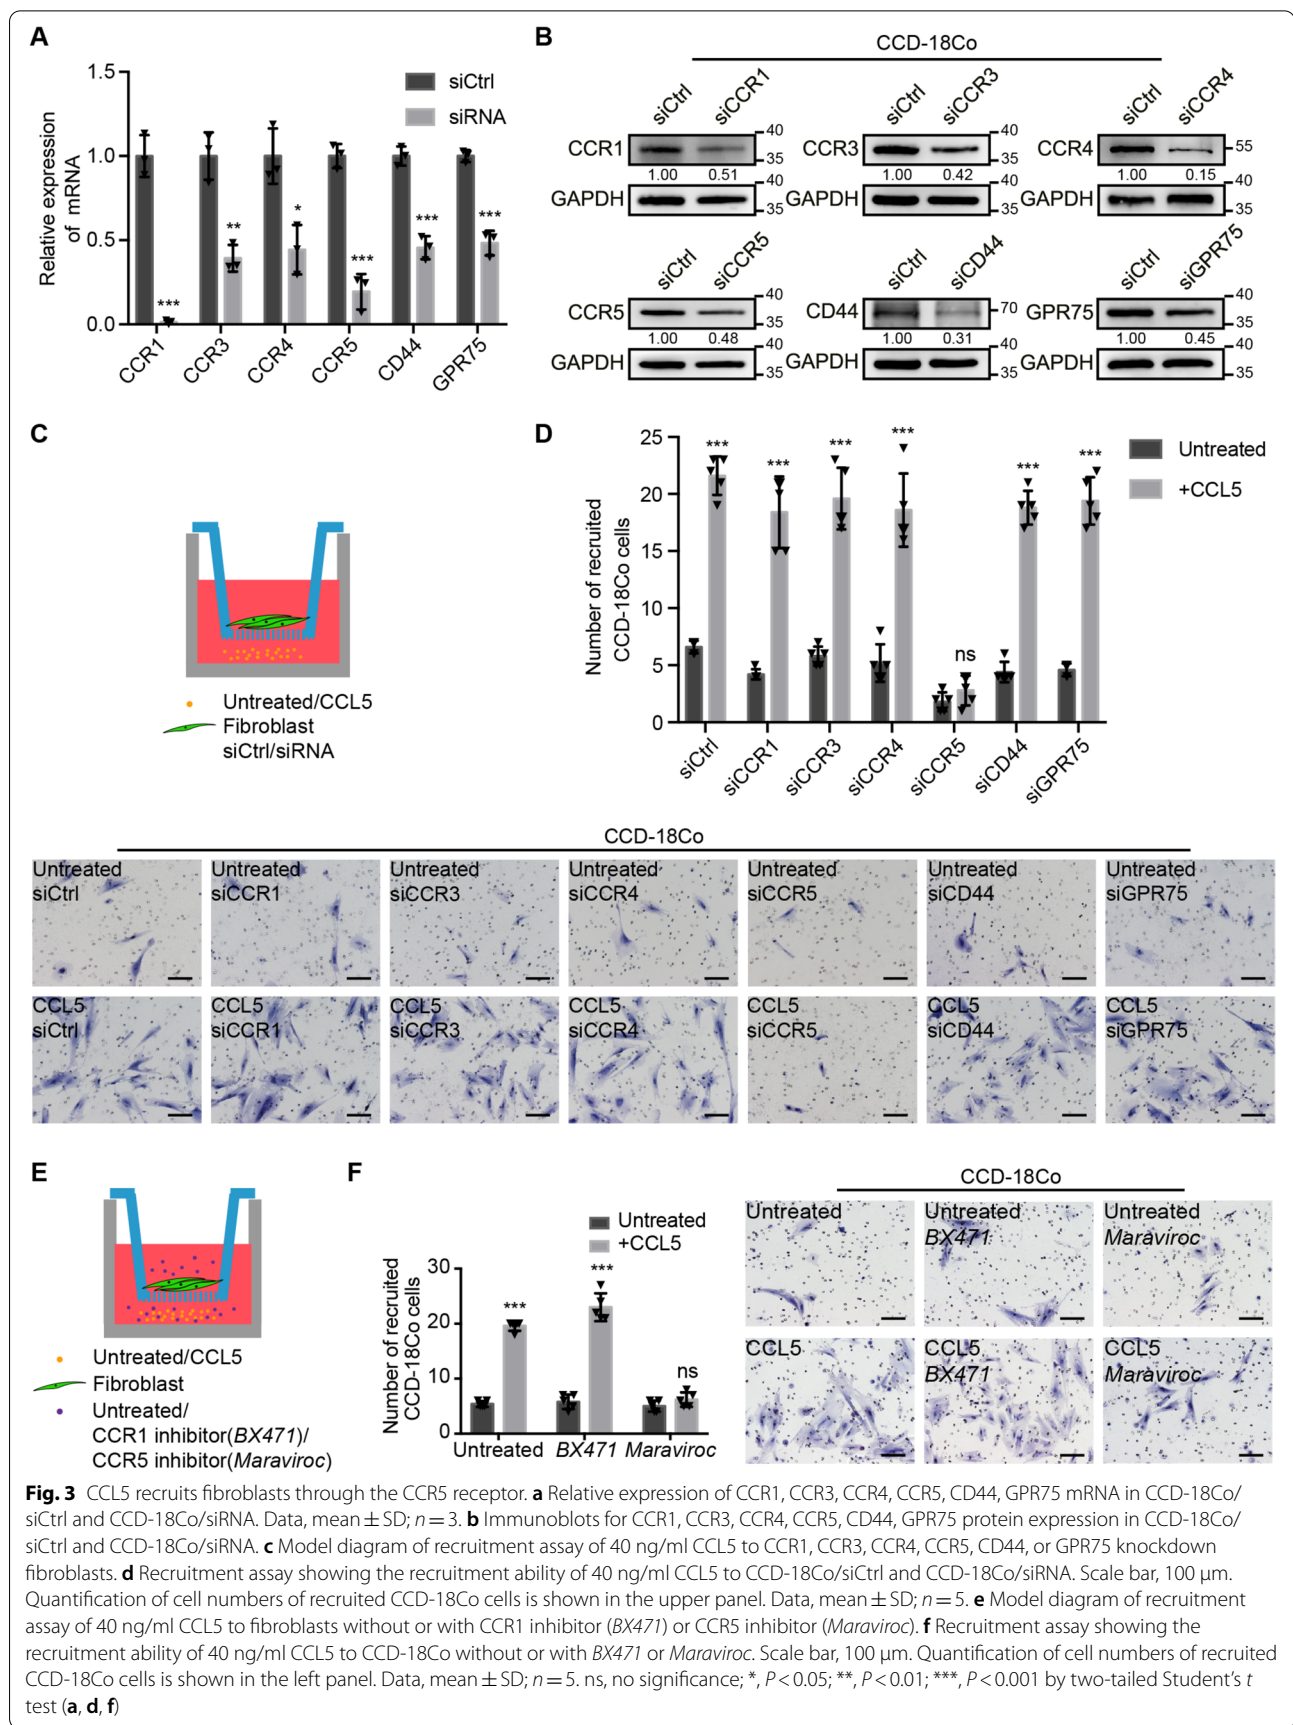 A
1.5
1.0
0.5
0.0
Relative expression
of mRNA
siCtrl
siRNA
***
**
*
***
***
***
CCR1
CCR3
CCR4
CCR5
CD44
GPR75
B
CCD-18Co
siCtrl siCCR1 siCtrl siCCR3 siCtrl siCCR4
CCR1 40 35 CCR3 40 35 CCR4 55
1.00 0.51 1.00 0.42 1.00 0.15
GAPDH 40 35 GAPDH 40 35 GAPDH 40 35
siCtrl siCCR5 siCtrl siCD44 siCtrl siGPR75
CCR5 40 35 CD44 70 GPR75 40 35
1.00 0.48 1.00 0.31 1.00 0.45
GAPDH 40 35 GAPDH 40 35 GAPDH 40 35
C
Untreated/CCL5
Fibroblast
siCtrl/siRNA
D
25
20
15
10
5
0
Number of recruited
CCD-18Co cells
Untreated
+CCL5
*** *** *** *** ns *** ***
siCtrl siCCR1 siCCR3 siCCR4 siCCR5 siCD44 siGPR75
CCD-18Co
Untreated Untreated Untreated Untreated Untreated Untreated Untreated
siCtrl siCCR1 siCCR3 siCCR4 siCCR5 siCD44 siGPR75
CCL5 CCL5 CCL5 CCL5 CCL5 CCL5 CCL5
siCtrl siCCR1 siCCR3 siCCR4 siCCR5 siCD44 siGPR75
E
Untreated/CCL5
Fibroblast
Untreated/
CCR1 inhibitor(BX471)/
CCR5 inhibitor(Maraviroc)
F
Untreated
+CCL5
30
20
10
0
Number of recruited
CCD-18Co cells
*** *** ns
Untreated BX471 Maraviroc
CCD-18Co
Untreated Untreated Untreated
BX471 Maraviroc
CCL5 CCL5 CCL5
BX471 Maraviroc
Fig. 3 CCL5 recruits fibroblasts through the CCR5 receptor. a Relative expression of CCR1, CCR3, CCR4, CCR5, CD44, GPR75 mRNA in CCD-18Co/
siCtrl and CCD-18Co/siRNA. Data, mean ± SD; n = 3. b Immunoblots for CCR1, CCR3, CCR4, CCR5, CD44, GPR75 protein expression in CCD-18Co/
siCtrl and CCD-18Co/siRNA. c Model diagram of recruitment assay of 40 ng/ml CCL5 to CCR1, CCR3, CCR4, CCR5, CD44, or GPR75 knockdown
fibroblasts. d Recruitment assay showing the recruitment ability of 40 ng/ml CCL5 to CCD-18Co/siCtrl and CCD-18Co/siRNA. Scale bar, 100 μm.
Quantification of cell numbers of recruited CCD-18Co cells is shown in the upper panel. Data, mean ± SD; n = 5. e Model diagram of recruitment
assay of 40 ng/ml CCL5 to fibroblasts without or with CCR1 inhibitor (BX471) or CCR5 inhibitor (Maraviroc). f Recruitment assay showing the
recruitment ability of 40 ng/ml CCL5 to CCD-18Co without or with BX471 or Maraviroc. Scale bar, 100 μm. Quantification of cell numbers of recruited
CCD-18Co cells is shown in the left panel. Data, mean ± SD; n = 5. ns, no significance; *, P < 0.05; **, P < 0.01; ***, P < 0.001 by two-tailed Student's t
test (a, d, f)